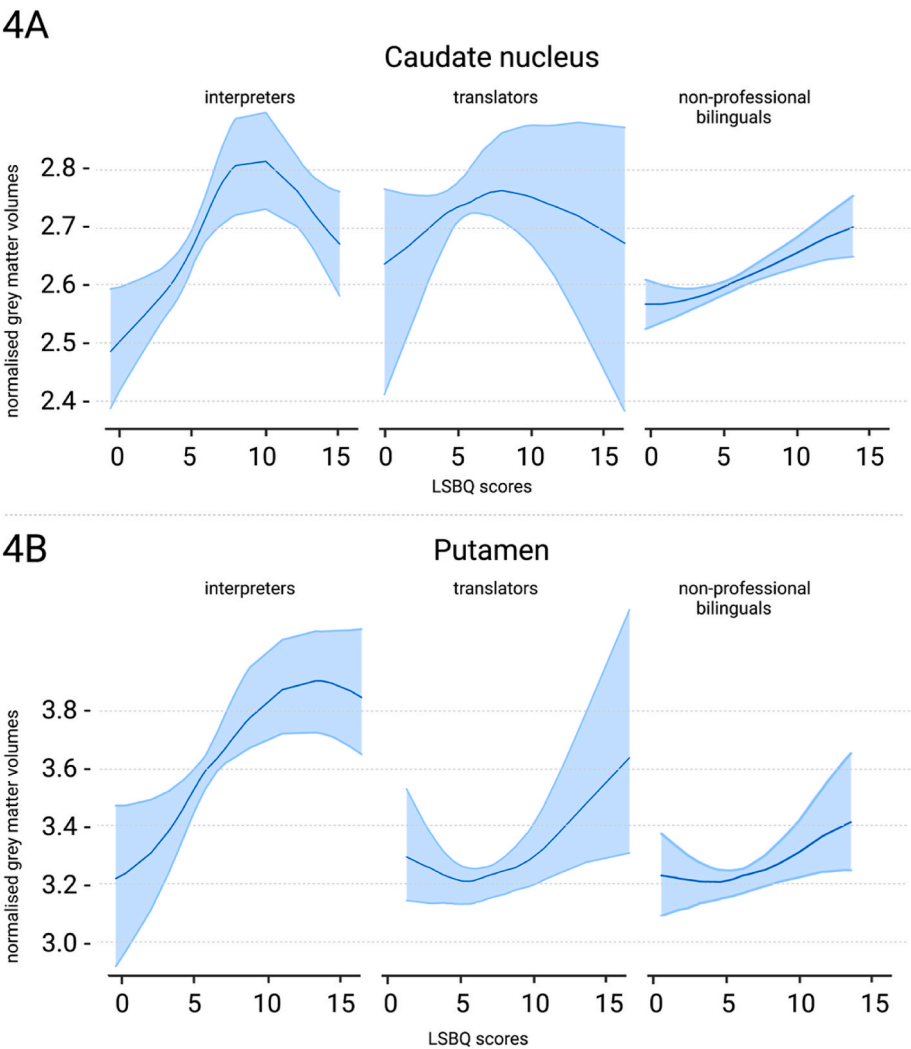 4A
Caudate nucleus
interpreters translators non-professional
bilinguals
normalised grey matter volumes
2.8 -
2.7 -
2.6 -
2.5 -
2.4 -
0 5 10 15 0 5 10 15 0 5 10 15
LSBQ scores
4B
Putamen
interpreters translators non-professional
bilinguals
normalised grey matter volumes
3.8 -
3.6 -
3.4 -
3.2 -
3.0 -
0 5 10 15 0 5 10 15 0 5 10 15
LSBQ scores